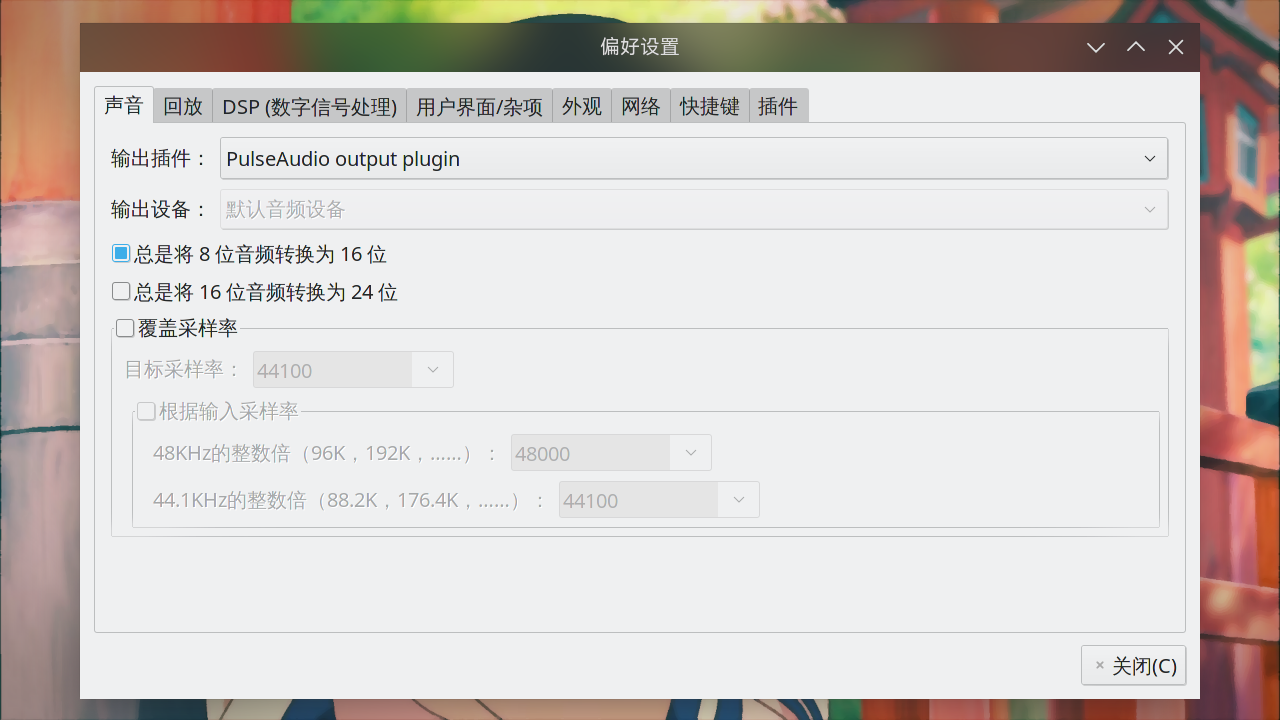 偏好设置
声音 回放 DSP (数字信号处理) 用户界面/杂项 外观 网络 快捷键 插件
输出插件： PulseAudio output plugin
输出设备： 默认音频设备
总是将 8 位音频转换为 16 位
总是将 16 位音频转换为 24 位
覆盖采样率
目标采样率： 44100
根据输入采样率
48KHz的整数倍（96K，192K，……）： 48000
44.1KHz的整数倍（88.2K，176.4K，……）： 44100
关闭(C)